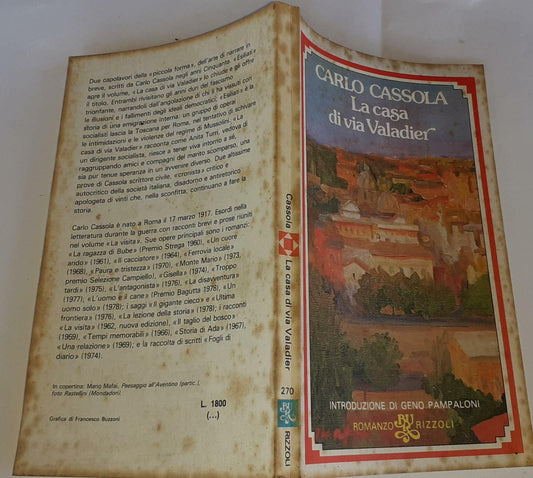 Due capolavori della «piccola forma», dell'arte di narrare in
breve, scritti da Carlo Cassola negli anni Cinquanta. «Esiliati»
apre il volume, «La casa di via Valadier» lo chiude e gli offre
il titolo. Entrambi rivisitano gli anni duri del fascismo
trionfante, narrandoli dall'angolazione di chi li ha vissuti con
le illusioni e i fallimenti degli ideali democratici: «Esiliati» è la
storia di una emigrazione interna: un gruppo di operai
socialisti lascia la Toscana per Roma, nel tentativo di schivare
le intimidazioni e le violenze del regime di Mussolini; «La
casa di via Valadier» racconta come Anita Turri, vedova di
un dirigente socialista, riesce a tener viva intorno a sé,
raggruppando amici e compagni del marito scomparso, una
sia pur tenue speranza in un avvenire diverso. Due altissime
prove di Cassola scrittore civile, «cronista» critico e
autocritico della società italiana, disadorno e antiretorico
apologeta di vinti che, nella sconfitta, continuano a fare la
storia.
Carlo Cassola è nato a Roma il 17 marzo 1917. Esordì nella
letteratura durante la guerra con racconti brevi e prose riuniti
nel volume «La visita». Sue opere principali sono i romanzi:
«La ragazza di Bube» (Premio Strega 1960), «Un cuore
arido» (1961), «Il cacciatore» (1964), «Ferrovia locale»
(1968), «Paura e tristezza» (1970), «Monte Mario» (1973,
premio Selezione Campiello), «Gisella» (1974), «Troppo
tardi» (1975), «L'antagonista» (1976), «La disavventura»
(1977), «L'uomo e il cane» (Premio Bagutta 1978), «Un
uomo solo» (1978); i saggi «Il gigante cieco» e «Ultima
frontiera» (1976), «La lezione della storia» (1978); i racconti
«La visita» (1962, nuova edizione), «Il taglio del bosco»
(1959), «Tempi memorabili» (1966), «Storia di Ada» (1967),
«Una relazione» (1969); e la raccolta di scritti «Fogli di
diario» (1974).
In copertina: Mario Mafai, Paesaggio all'Aventino (partic.),
foto Rastellini (Mondadori).
L. 1800
(...)
Grafica di Francesco Buzzoni
Cassola
La casa di via Valadier
270
BUR
RIZZOLI
CARLO CASSOLA
La casa
di via Valadier
INTRODUZIONE DI GENO PAMPALONI
ROMANZO BUR RIZZOLI